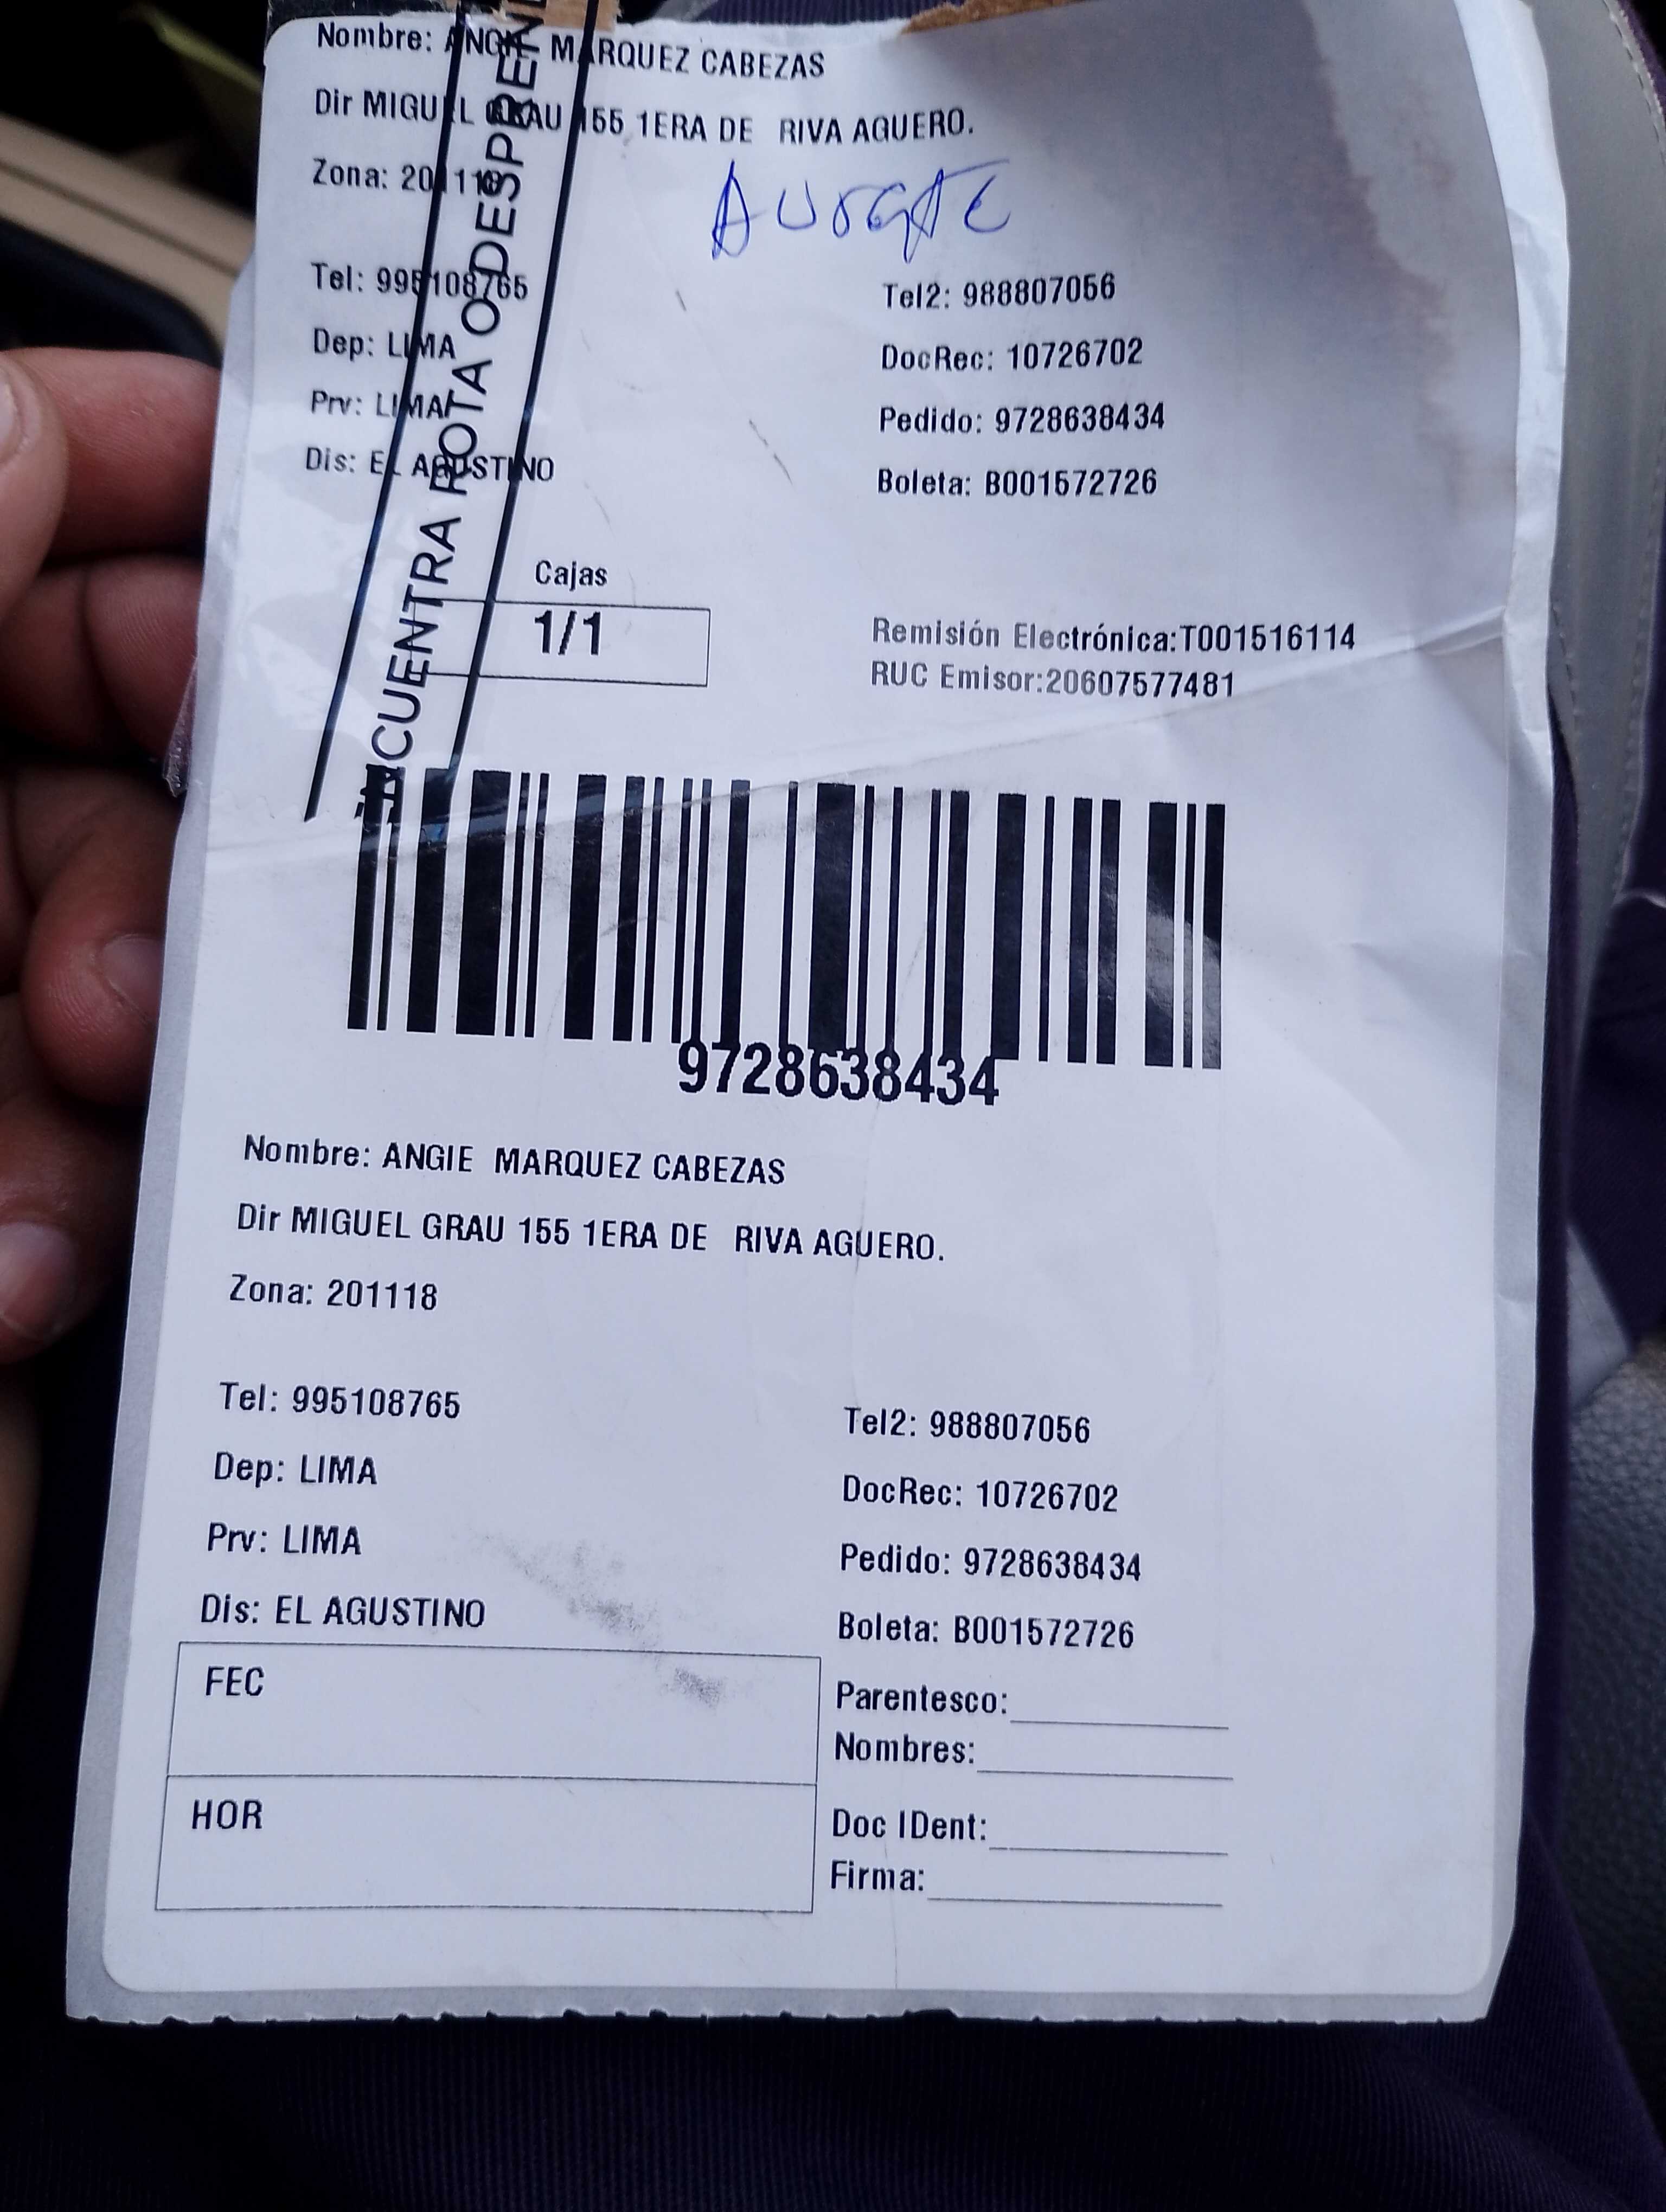 Nombre: ANGIE MARQUEZ CABEZAS
Dir MIGUEL GRAU 155 1ERA DE RIVA AGUERO.
Zona: 201118
Tel: 995108765
Tel2: 988807056
Dep: LIMA
DocRec: 10726702
Prv: LIMA
Pedido: 9728638434
Dis: EL AGUSTINO
Boleta: B001572726
CUENTRA ROTA O DESPREN
Cajas
1/1
Remisión Electrónica:T001516114
RUC Emisor:20607577481
9728638434
Nombre: ANGIE MARQUEZ CABEZAS
Dir MIGUEL GRAU 155 1ERA DE RIVA AGUERO.
Zona: 201118
Tel: 995108765
Tel2: 988807056
Dep: LIMA
DocRec: 10726702
Prv: LIMA
Pedido: 9728638434
Dis: EL AGUSTINO
Boleta: B001572726
FEC
Parentesco:
Nombres:
HOR
Doc IDent:
Firma: